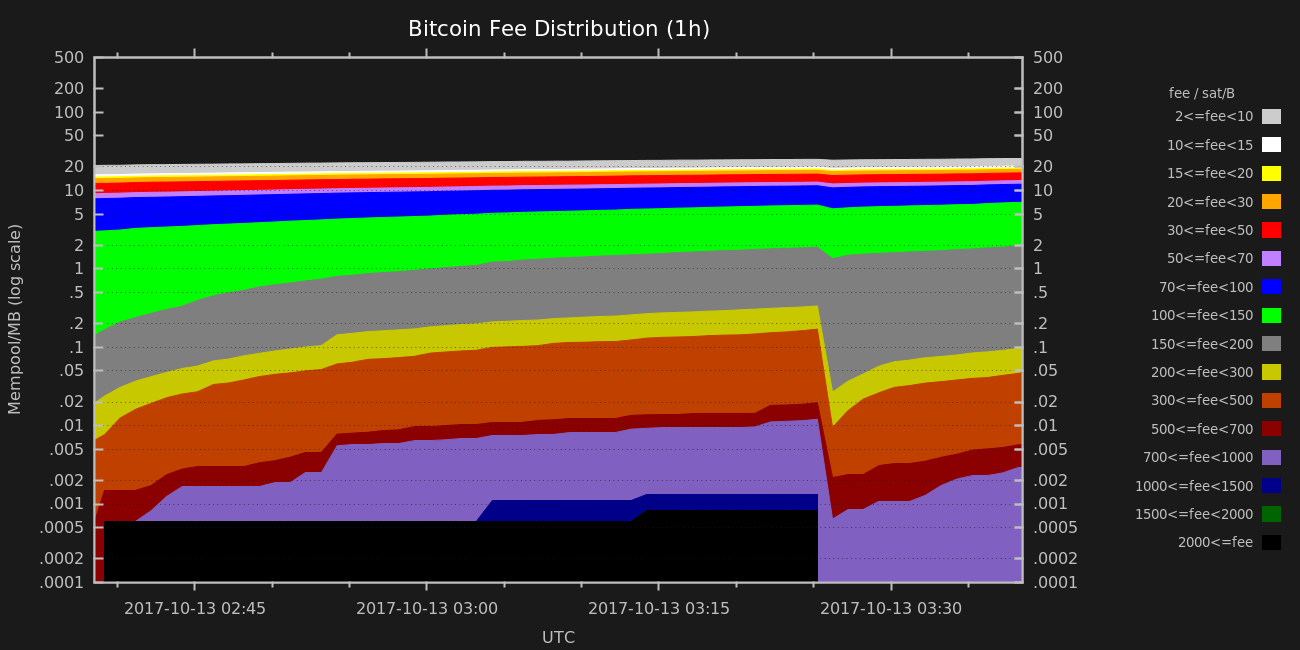 Bitcoin Fee Distribution (1h)
Mempool/MB (log scale)
500
200
100
50
20
10
5
2
1
.5
.2
.1
.05
.02
.01
.005
.002
.001
.0005
.0002
.0001
500
200
100
50
20
10
5
2
1
.5
.2
.1
.05
.02
.01
.005
.002
.001
.0005
.0002
.0001
2017-10-13 02:45
2017-10-13 03:00
2017-10-13 03:15
2017-10-13 03:30
UTC
fee / sat/B
2<=fee<10
10<=fee<15
15<=fee<20
20<=fee<30
30<=fee<50
50<=fee<70
70<=fee<100
100<=fee<150
150<=fee<200
200<=fee<300
300<=fee<500
500<=fee<700
700<=fee<1000
1000<=fee<1500
1500<=fee<2000
2000<=fee